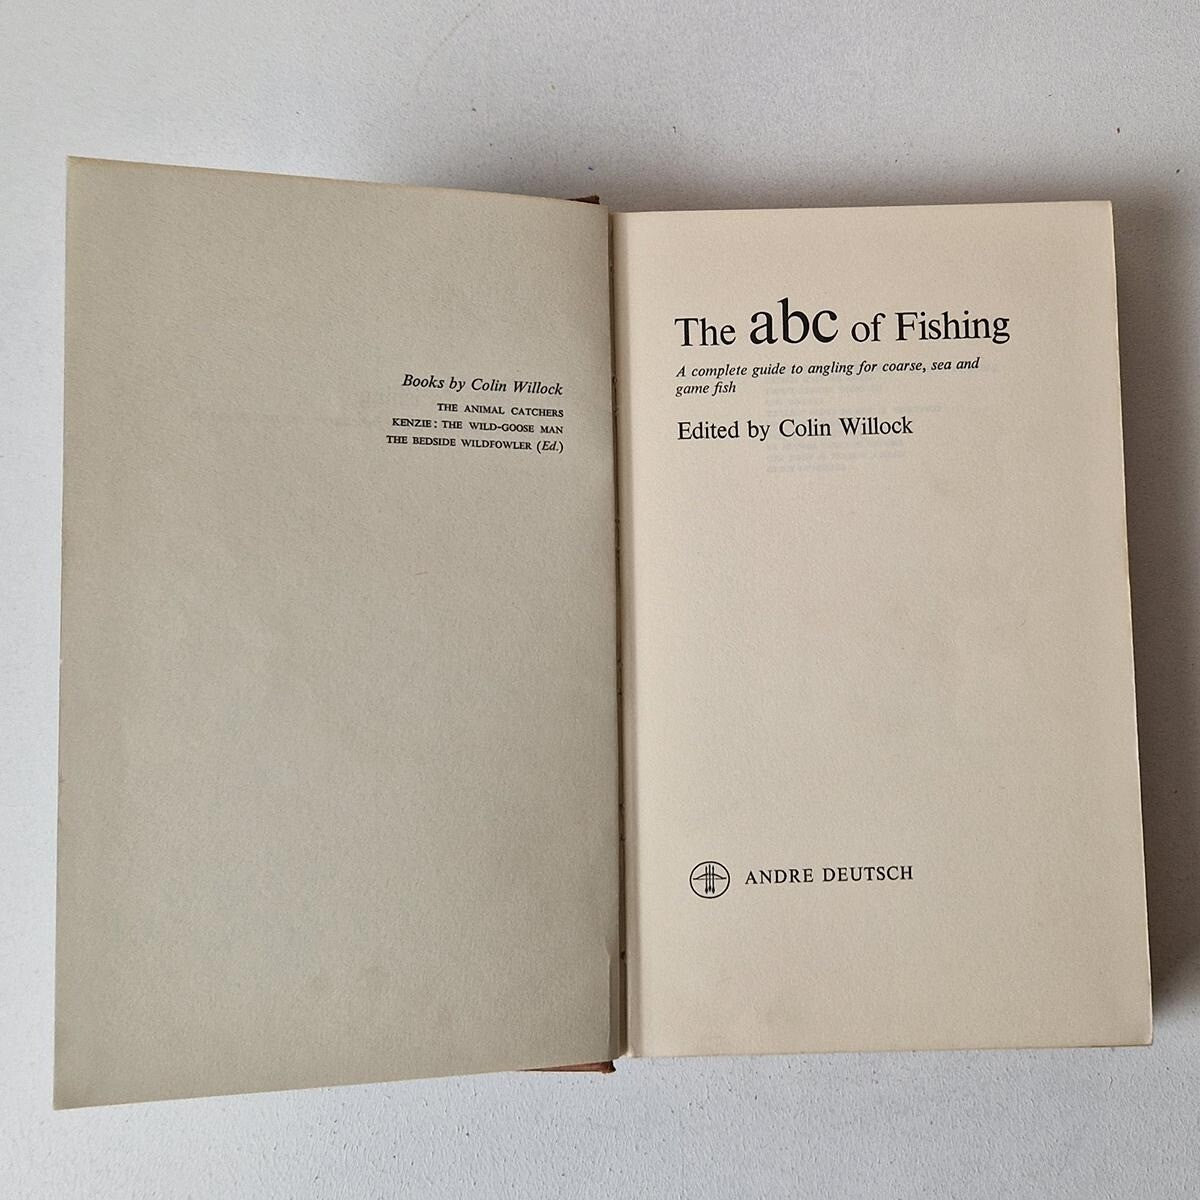 Books by Colin Willock
THE ANIMAL CATCHERS
KENZIE: THE WILD-GOOSE MAN
THE BEDSIDE WILDFOWLER (Ed.)
The abc of Fishing
A complete guide to angling for coarse, sea and
game fish
Edited by Colin Willock
ANDRE DEUTSCH